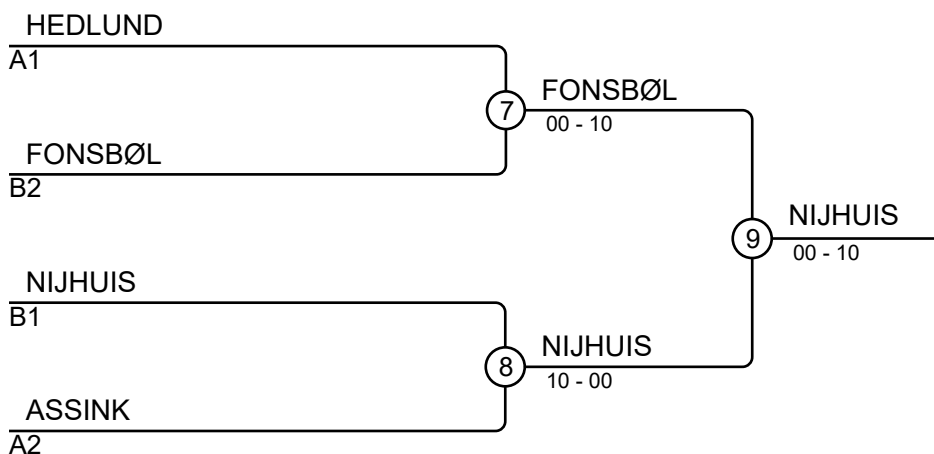 HEDLUND
A1
7
FONSBØL
00 - 10
FONSBØL
B2
9
NIJHUIS
00 - 10
NIJHUIS
B1
8
NIJHUIS
10 - 00
ASSINK
A2